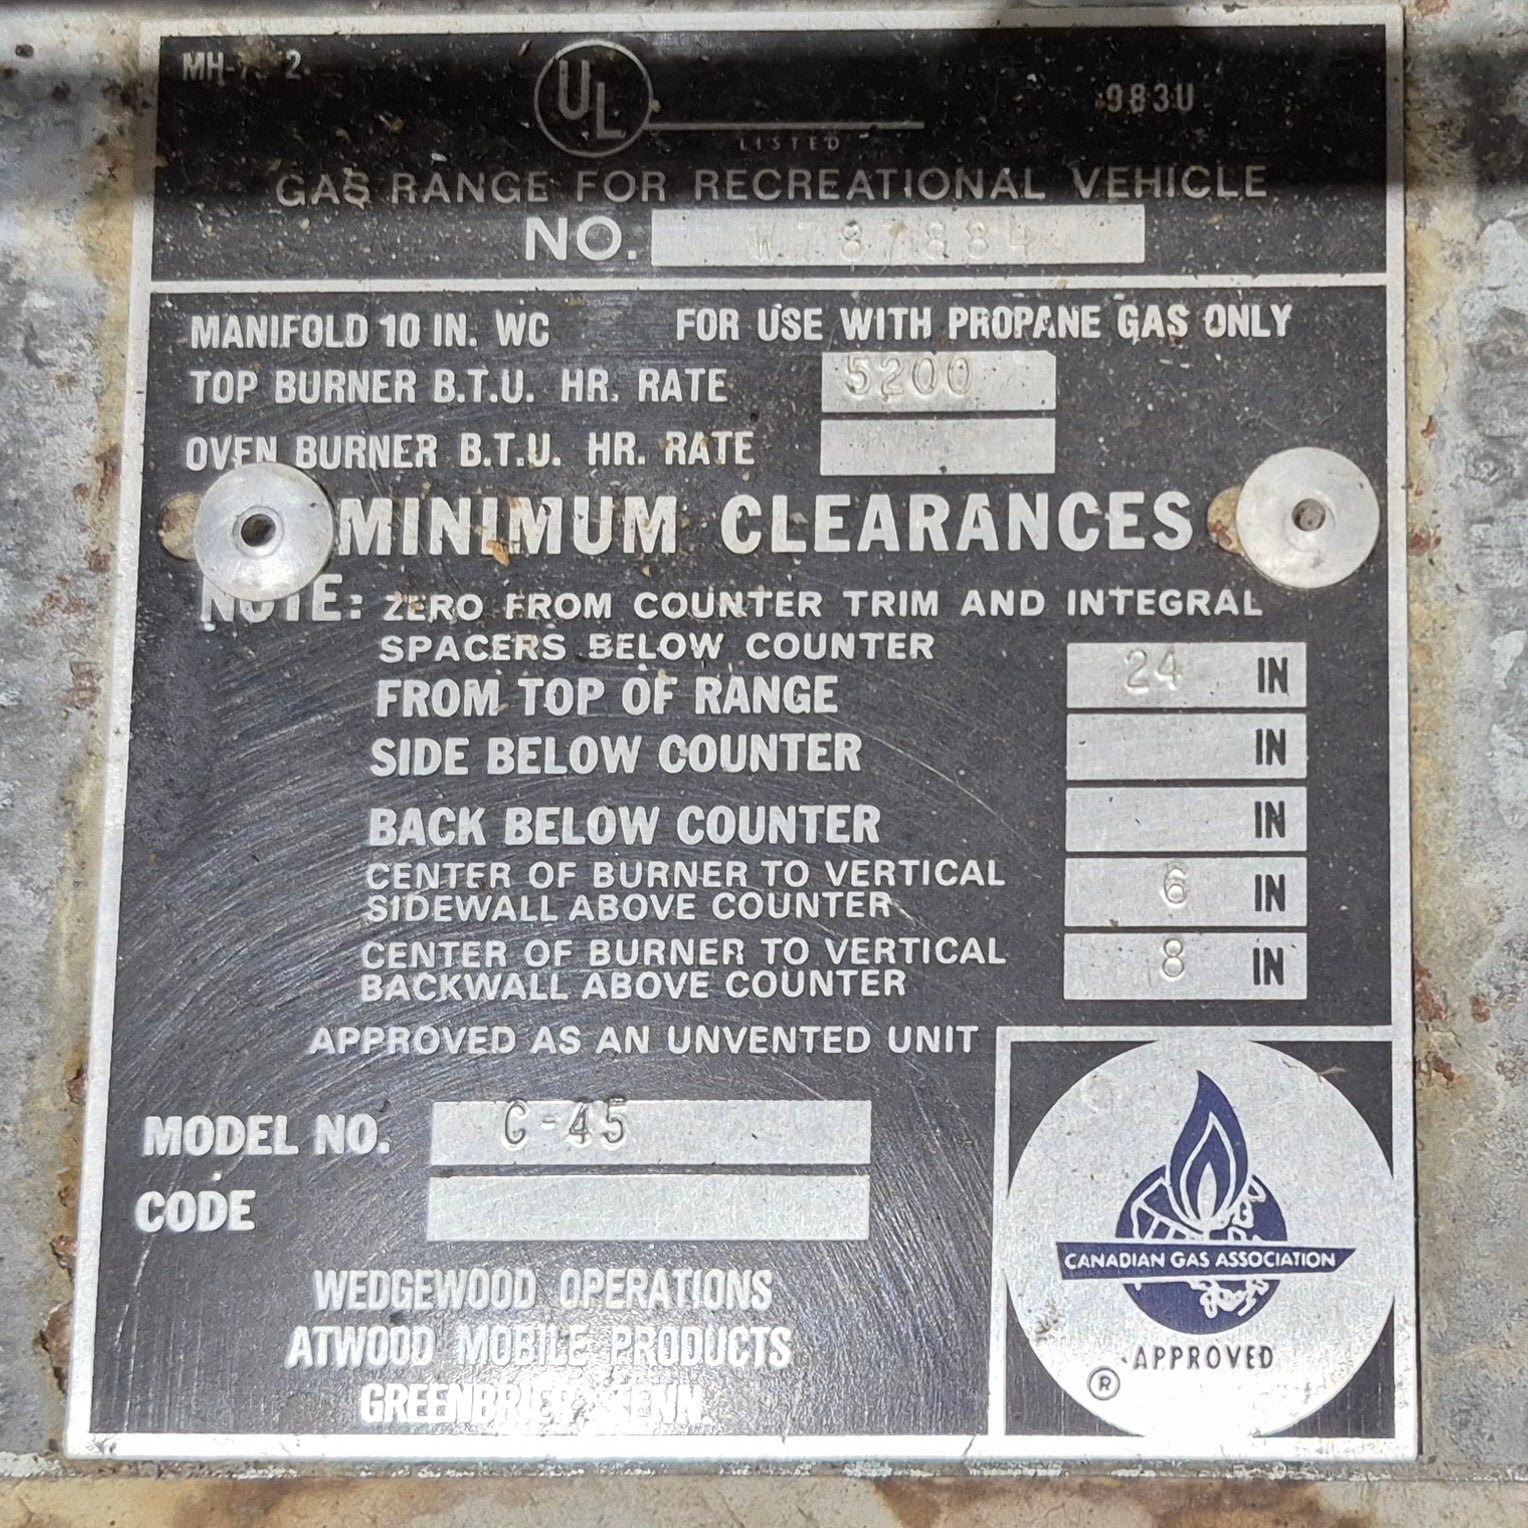 UL
983U
LISTED
GAS RANGE FOR RECREATIONAL VEHICLE
NO. W787884
MANIFOLD 10 IN. WC FOR USE WITH PROPANE GAS ONLY
TOP BURNER B.T.U. HR. RATE 5200
OVEN BURNER B.T.U. HR. RATE
MINIMUM CLEARANCES
NOTE: ZERO FROM COUNTER TRIM AND INTEGRAL
SPACERS BELOW COUNTER
FROM TOP OF RANGE 24 IN
SIDE BELOW COUNTER IN
BACK BELOW COUNTER IN
CENTER OF BURNER TO VERTICAL
SIDEWALL ABOVE COUNTER 6 IN
CENTER OF BURNER TO VERTICAL
BACKWALL ABOVE COUNTER 8 IN
APPROVED AS AN UNVENTED UNIT
MODEL NO. C-45
CODE
WEDGEWOOD OPERATIONS
ATWOOD MOBILE PRODUCTS
GREENBRIER TENN.
CANADIAN GAS ASSOCIATION
APPROVED
®